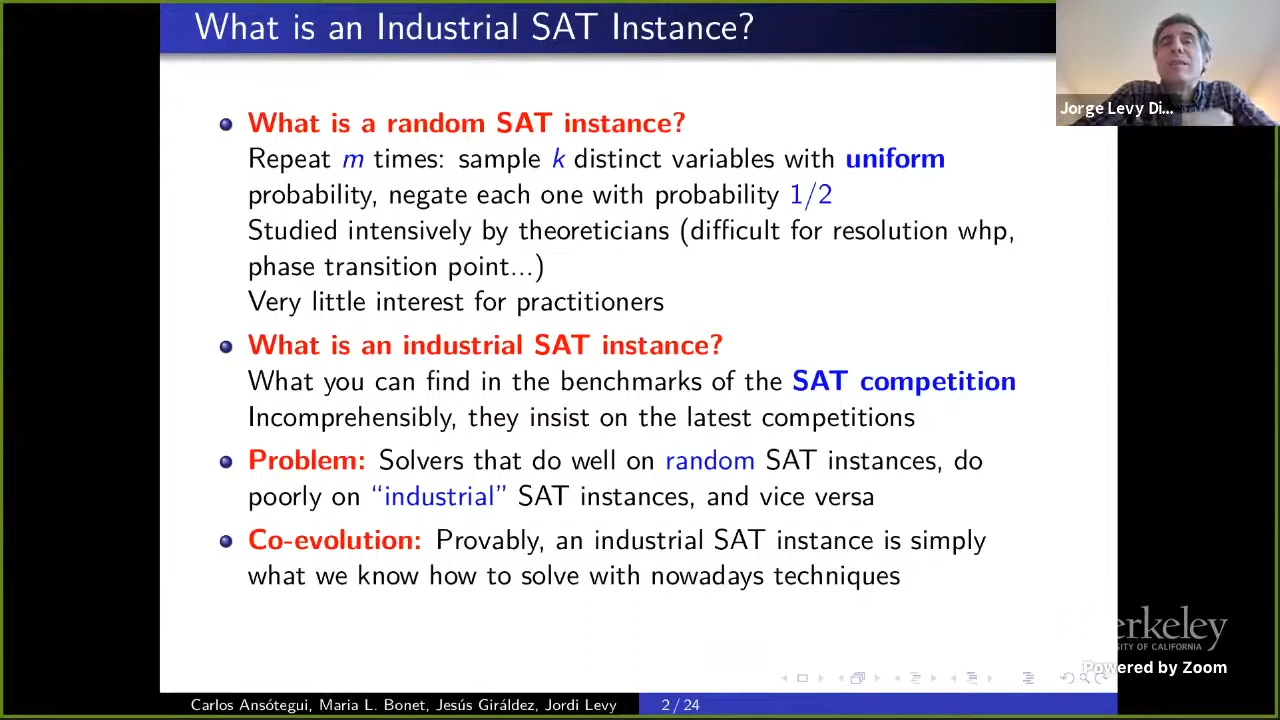 What is an Industrial SAT Instance?
Jorge Levy Di...
What is a random SAT instance?
Repeat m times: sample k distinct variables with uniform
probability, negate each one with probability 1/2
Studied intensively by theoreticians (difficult for resolution whp,
phase transition point...)
Very little interest for practitioners
What is an industrial SAT instance?
What you can find in the benchmarks of the SAT competition
Incomprehensibly, they insist on the latest competitions
Problem: Solvers that do well on random SAT instances, do
poorly on “industrial” SAT instances, and vice versa
Co-evolution: Provably, an industrial SAT instance is simply
what we know how to solve with nowadays techniques
erkeley
SITY OF CALIFORNIA
Powered by Zoom
Carlos Ansótegui, Maria L. Bonet, Jesús Giráldez, Jordi Levy
2 / 24